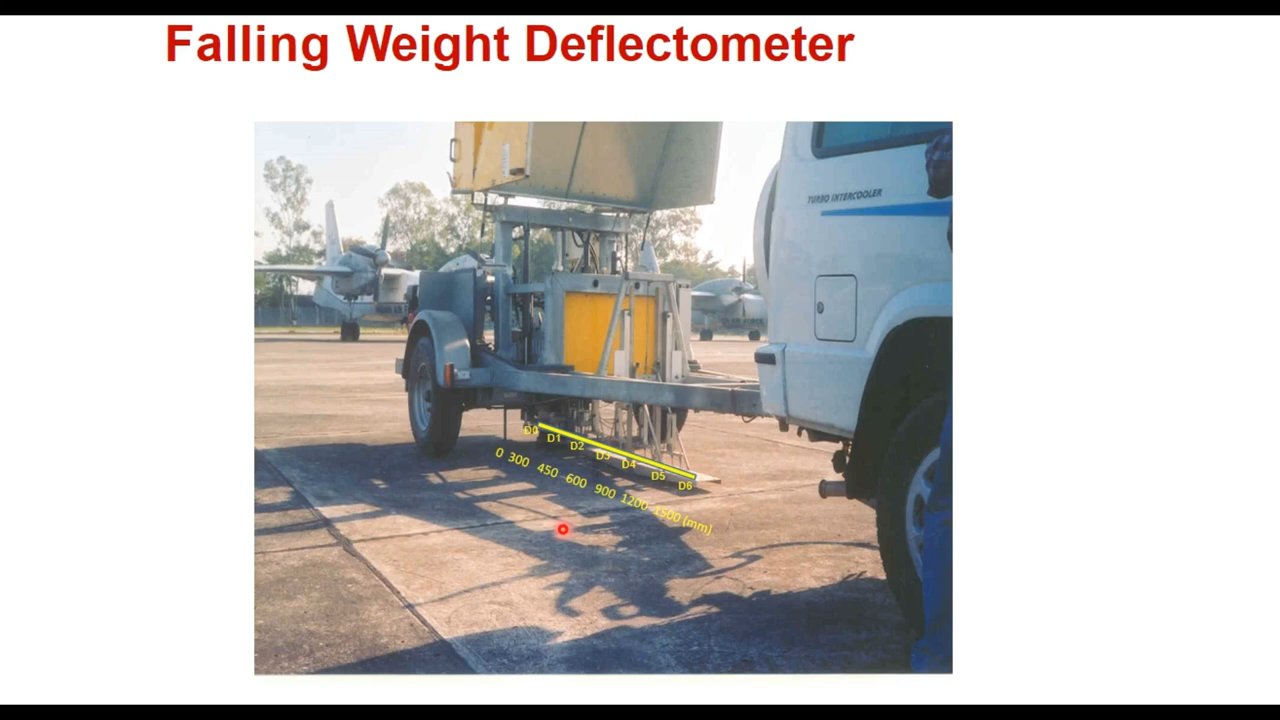 Falling Weight Deflectometer
TURBO INTERCOOLER
D0 D1 D2 D3 D4 D5 D6
0 300 450 600 900 1200 1500 (mm)